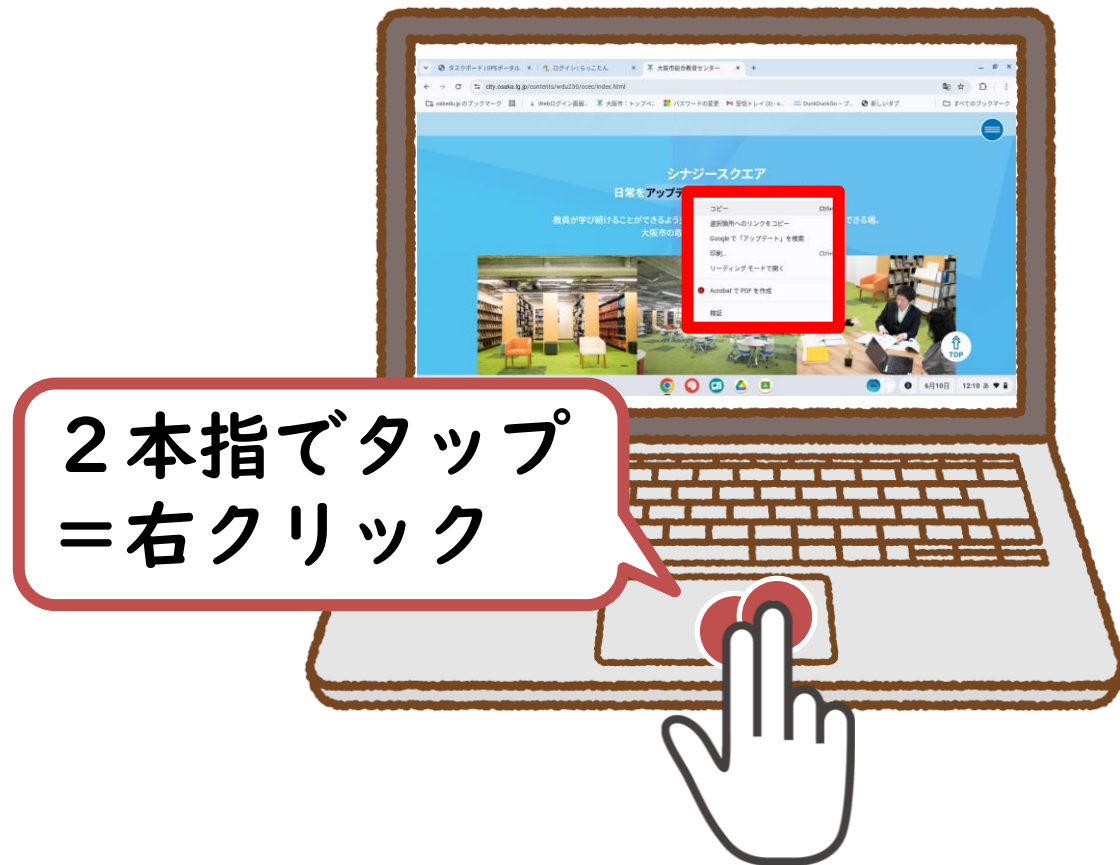 タスクボード | OPEポータル
ログイン | らっこたん
大阪市総合教育センター
city.osaka.lg.jp/contents/wdu230/ocec/index.html
oskedu.jp のブックマーク
Webログイン画面..
大阪市：トップペ..
パスワードの変更
受信トレイ (3) - s..
DuckDuckGo – プ..
新しいタブ
すべてのブックマーク
シナジースクエア
日常をアップデ
教員が学び続けることができるよう
できる場、
大阪市の
コピー Ctrl+
選択箇所へのリンクをコピー
Google で「アップデート」を検索
印刷... Ctrl+
リーディング モードで開く
Acrobat で PDF を作成
検証
TOP
6月10日 12:10 あ
２本指でタップ
＝右クリック